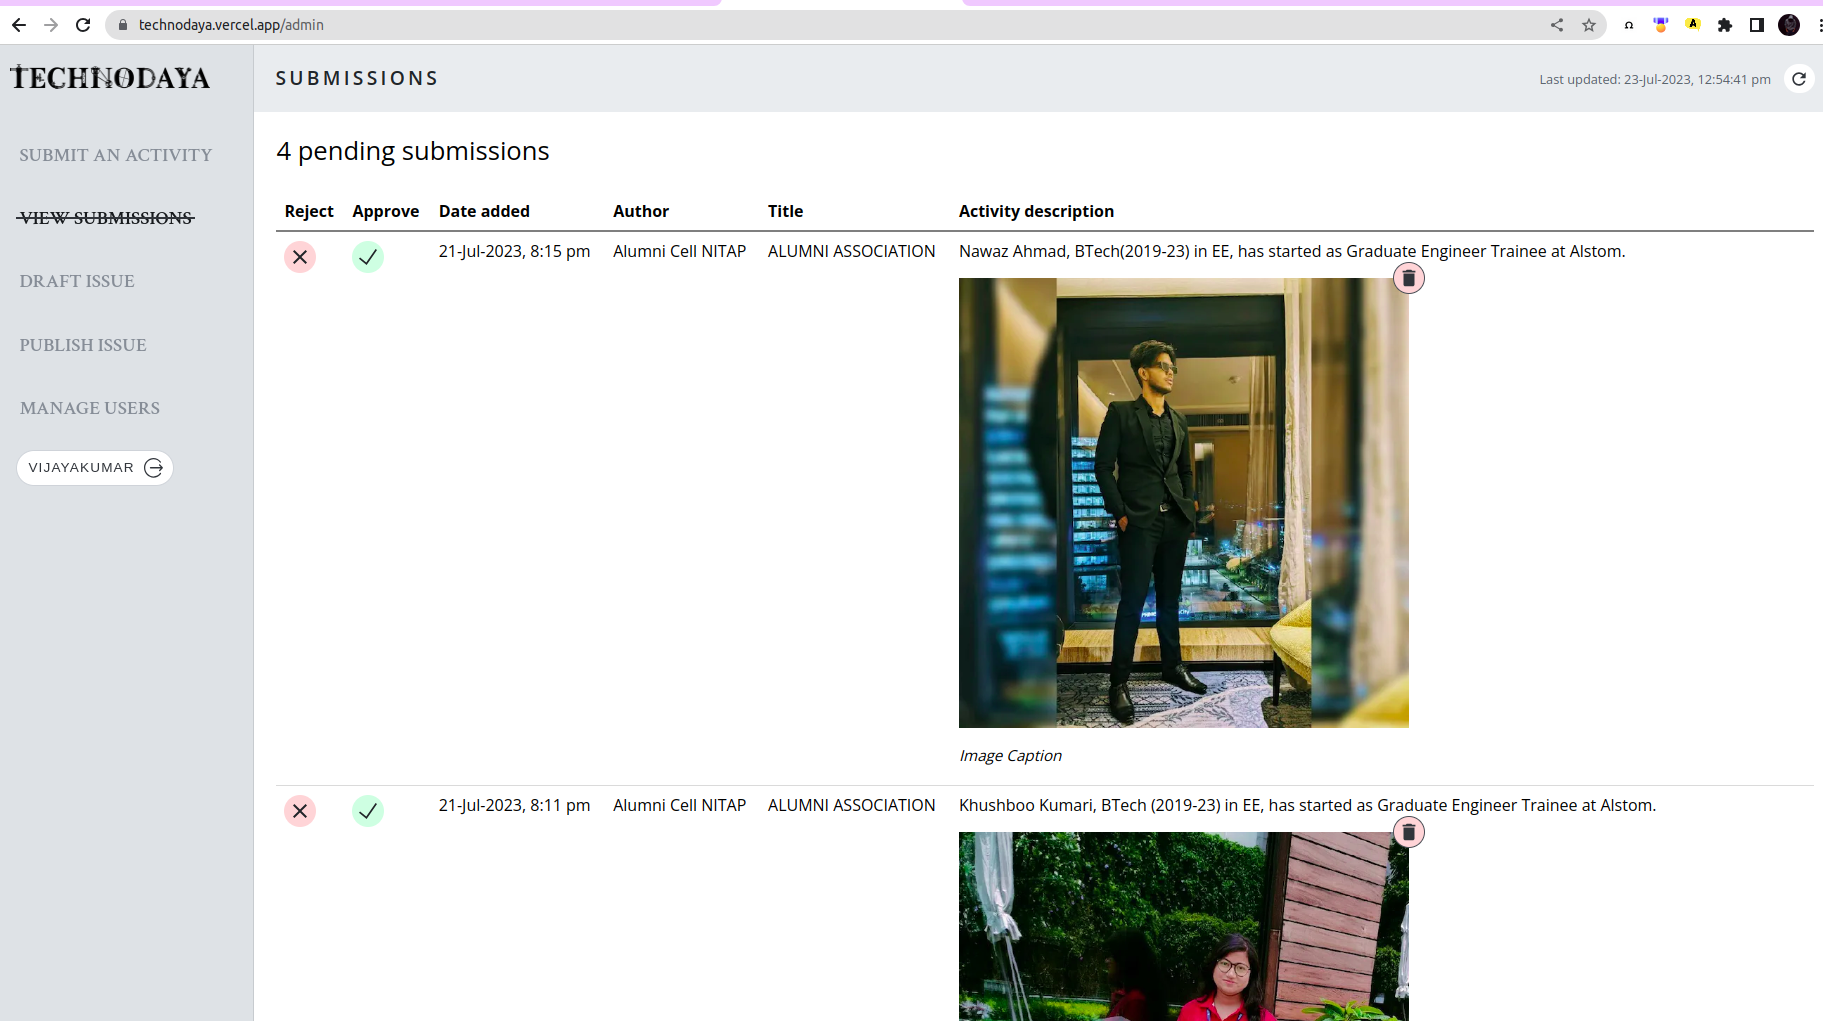 technodaya.vercel.app/admin
TECHNODAYA
SUBMISSIONS
Last updated: 23-Jul-2023, 12:54:41 pm
SUBMIT AN ACTIVITY
VIEW SUBMISSIONS
DRAFT ISSUE
PUBLISH ISSUE
MANAGE USERS
VIJAYAKUMAR
4 pending submissions
Reject Approve Date added Author Title Activity description
21-Jul-2023, 8:15 pm Alumni Cell NITAP ALUMNI ASSOCIATION Nawaz Ahmad, BTech(2019-23) in EE, has started as Graduate Engineer Trainee at Alstom.
Image Caption
21-Jul-2023, 8:11 pm Alumni Cell NITAP ALUMNI ASSOCIATION Khushboo Kumari, BTech (2019-23) in EE, has started as Graduate Engineer Trainee at Alstom.